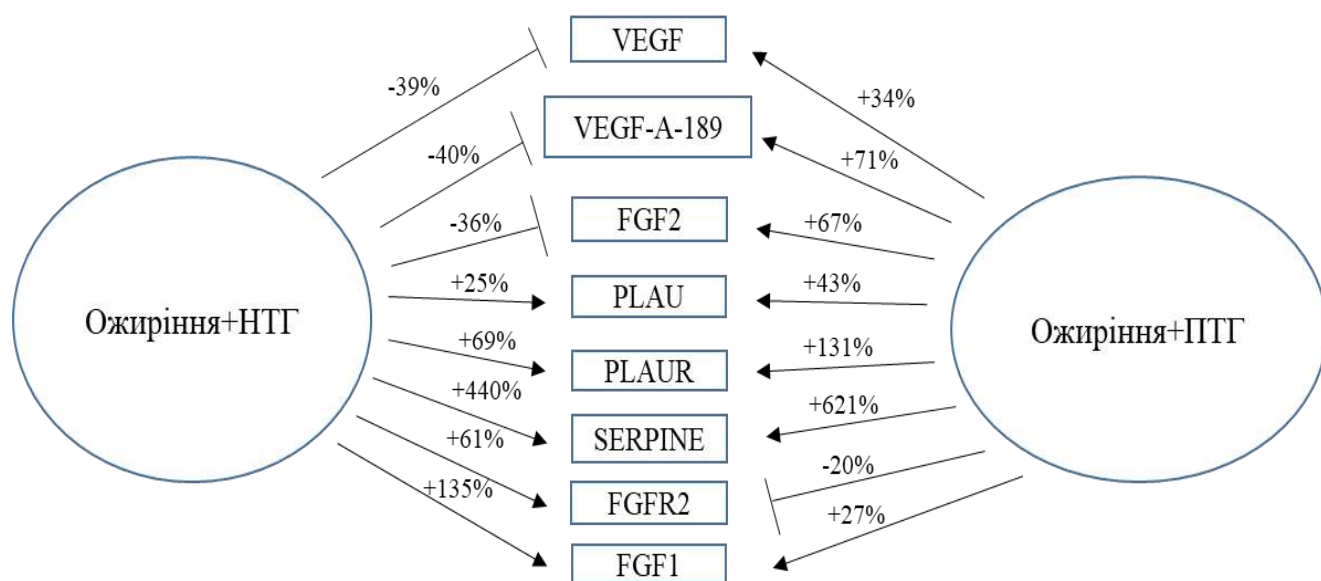 VEGF
-39%
+34%
VEGF-A-189
-40%
+71%
FGF2
-36%
+67%
PLAU
+25%
+43%
Ожиріння+НТГ
Ожиріння+ПТГ
PLAUR
+69%
+131%
SERPINE
+440%
+621%
FGFR2
+61%
-20%
FGF1
+135%
+27%